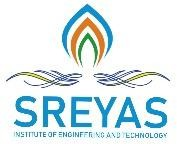 SREYAS
INSTITUTE OF ENGINEERING AND TECHNOLOGY